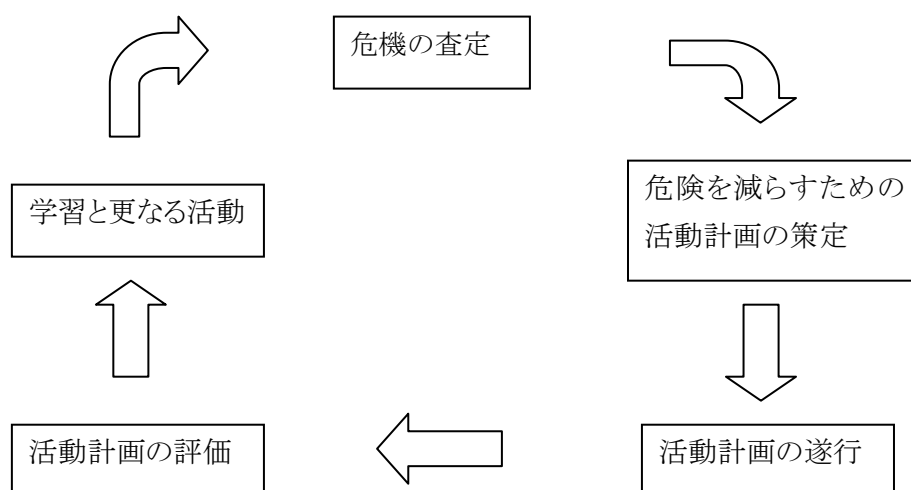 危機の査定
危険を減らすための
活動計画の策定
活動計画の遂行
活動計画の評価
学習と更なる活動